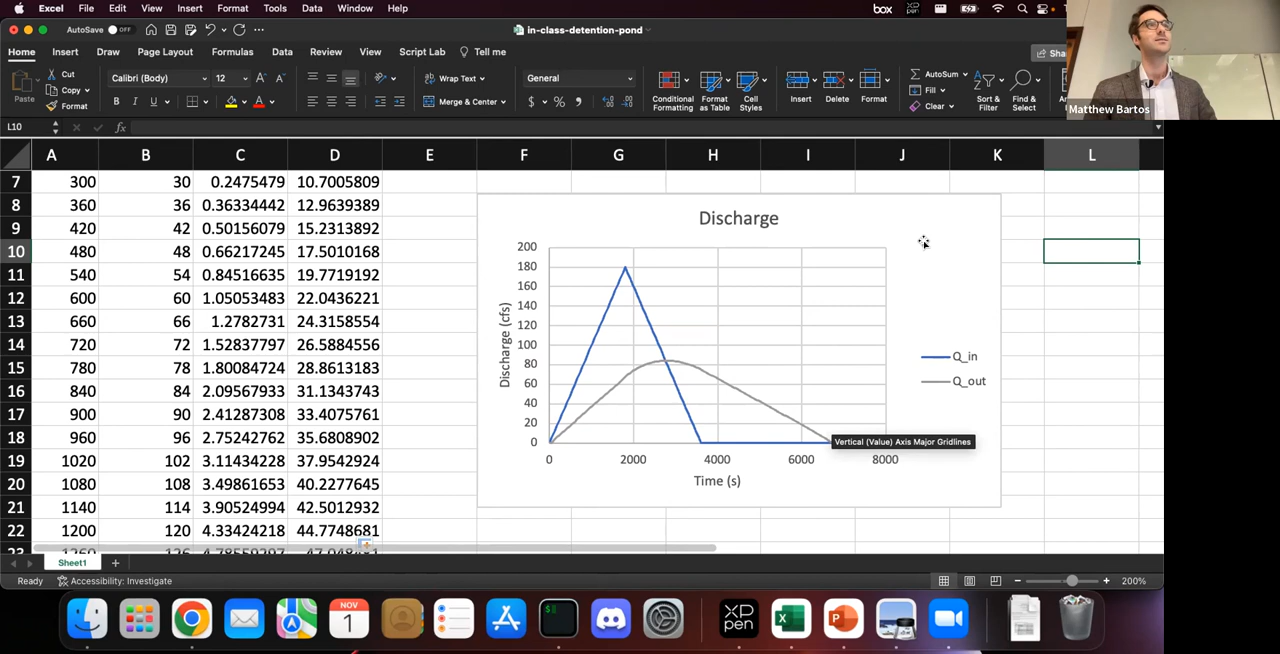 Excel File Edit View Insert Format Tools Data Window Help box XP PEN
AutoSave OFF in-class-detention-pond
Home Insert Draw Page Layout Formulas Data Review View Script Lab Tell me
Paste Cut Copy Format Calibri (Body) 12 A A B I U A Wrap Text Merge & Center General $ % Conditional Formatting Format as Table Cell Styles Insert Delete Format AutoSum Fill Clear Sort & Filter Find & Select
Matthew Bartos
L10 fx
A B C D E F G H I J K L
7 300 30 0.2475479 10.7005809
8 360 36 0.36334442 12.9639389
9 420 42 0.50156079 15.2313892
10 480 48 0.66217245 17.5010168
11 540 54 0.84516635 19.7719192
12 600 60 1.05053483 22.0436221
13 660 66 1.2782731 24.3158554
14 720 72 1.52837797 26.5884556
15 780 78 1.80084724 28.8613183
16 840 84 2.09567933 31.1343743
17 900 90 2.41287308 33.4075761
18 960 96 2.75242762 35.6808902
19 1020 102 3.11434228 37.9542924
20 1080 108 3.49861653 40.2277645
21 1140 114 3.90524994 42.5012932
22 1200 120 4.33424218 44.7748681
Discharge
200
180
160
140
120
100
80
60
40
20
0
Discharge (cfs)
Q_in
Q_out
Vertical (Value) Axis Major Gridlines
0 2000 4000 6000 8000
Time (s)
Sheet1 +
Ready Accessibility: Investigate 200%
NOV
1
XP
PEN